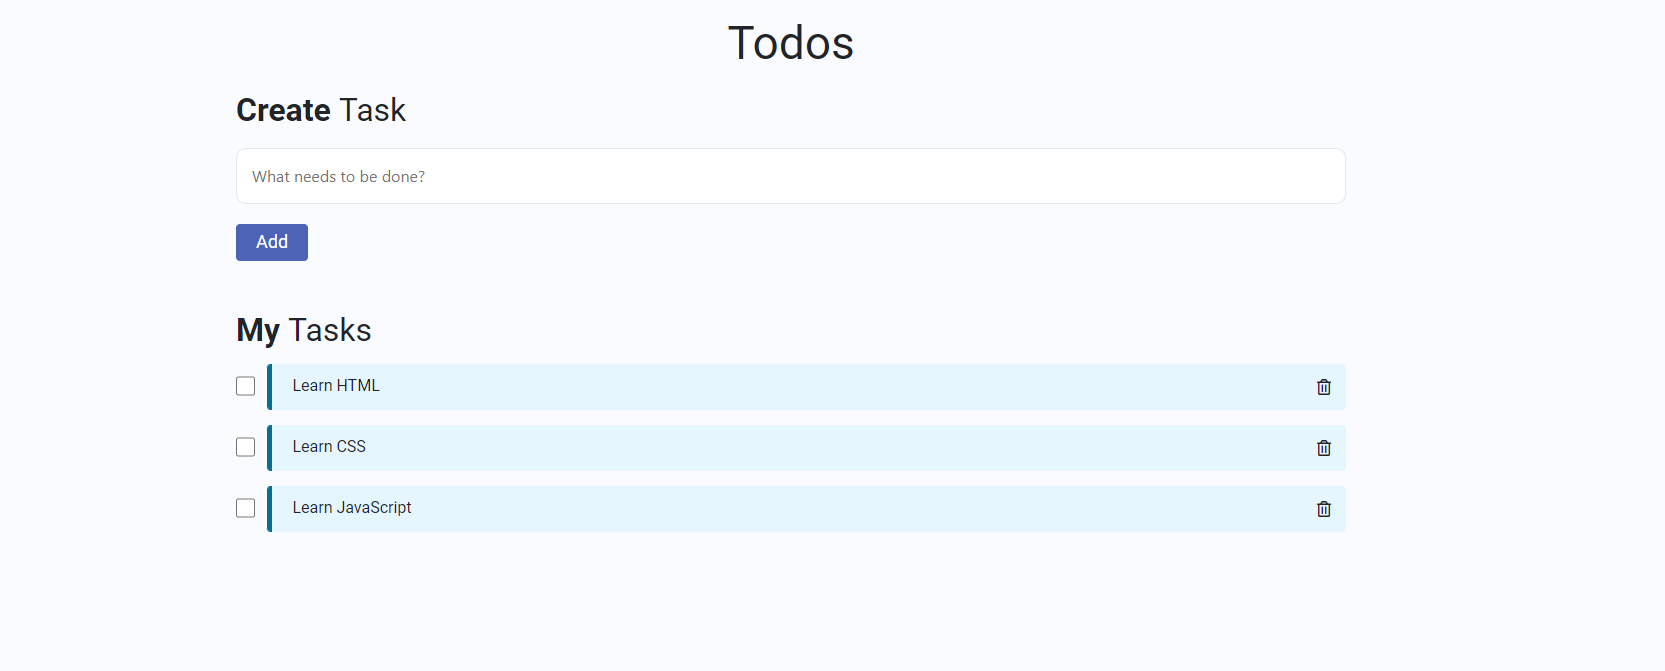 Todos
Create Task
What needs to be done?
Add
My Tasks
Learn HTML
Learn CSS
Learn JavaScript